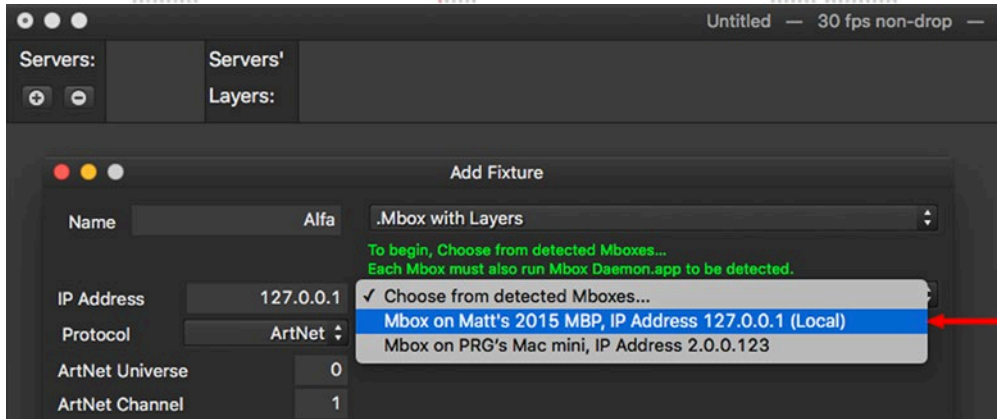 Untitled — 30 fps non-drop —
Servers:
Servers'
Layers:
Add Fixture
Name Alfa .Mbox with Layers
To begin, Choose from detected Mboxes...
Each Mbox must also run Mbox Daemon.app to be detected.
IP Address 127.0.0.1 ✓ Choose from detected Mboxes...
Mbox on Matt's 2015 MBP, IP Address 127.0.0.1 (Local)
Protocol ArtNet
Mbox on PRG's Mac mini, IP Address 2.0.0.123
ArtNet Universe 0
ArtNet Channel 1